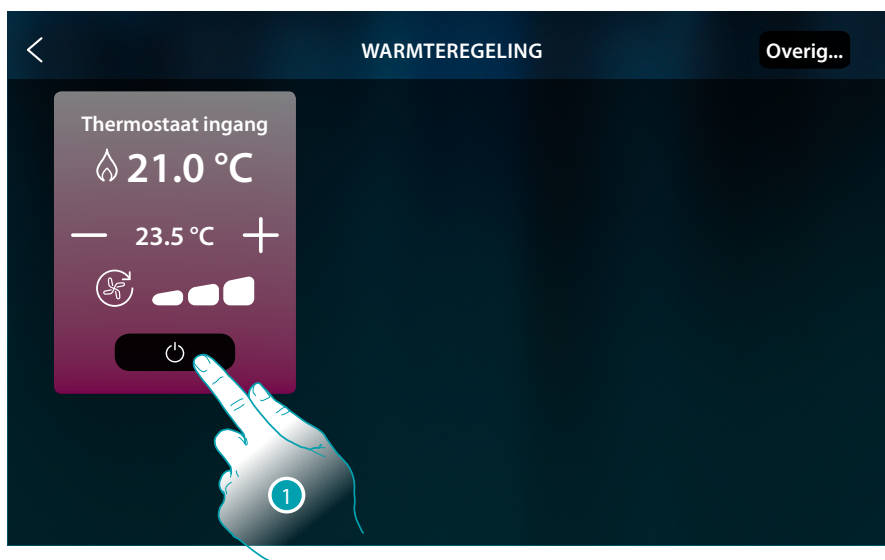 WARMTEREGELING
Overig...
Thermostaat ingang
21.0 °C
23.5 °C
1